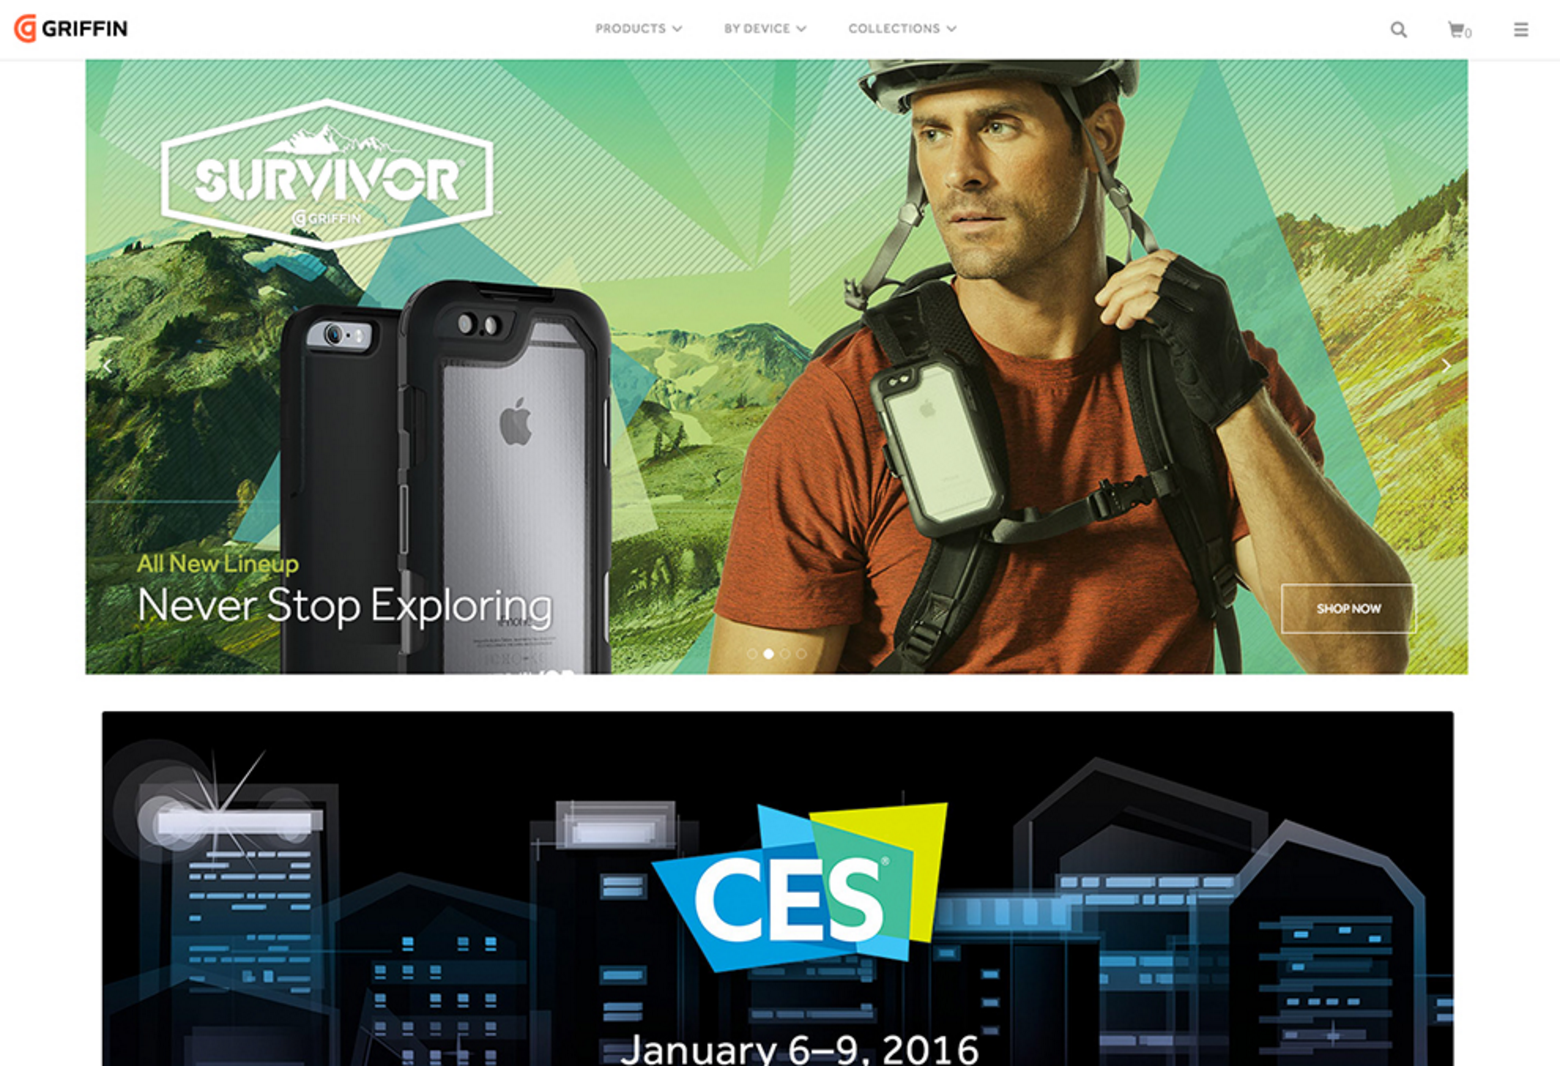 GRIFFIN
PRODUCTS
BY DEVICE
COLLECTIONS
0
SURVIVOR®
GRIFFIN
All New Lineup
Never Stop Exploring
iPhone
SHOP NOW
CES®
January 6–9, 2016